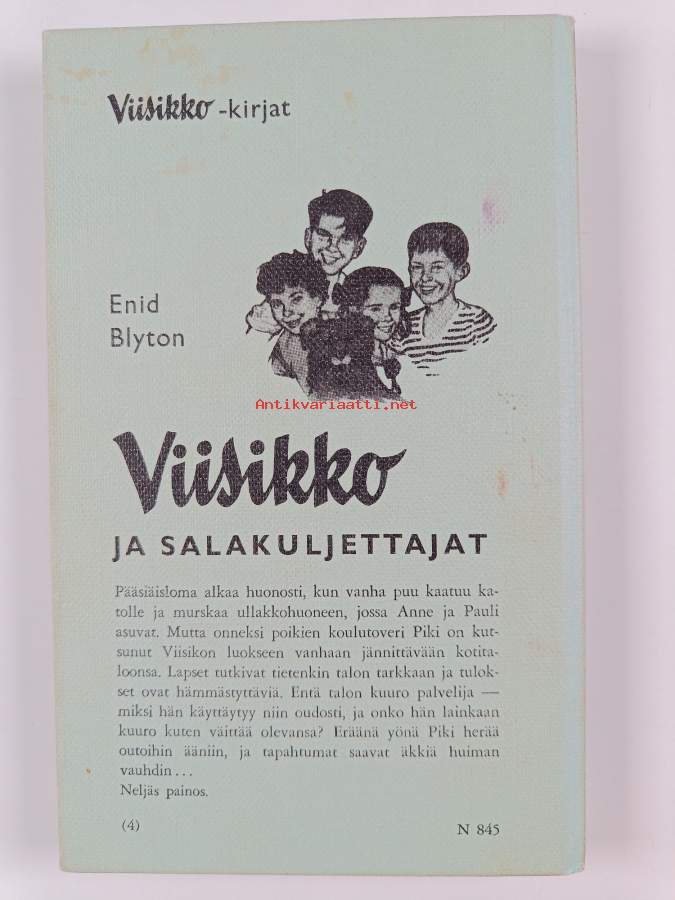 Viisikko -kirjat
Enid
Blyton
Antikvariaatti.net
Viisikko
JA SALAKULJETTAJAT
Pääsiäisloma alkaa huonosti, kun vanha puu kaatuu ka-
tolle ja murskaa ullakkohuoneen, jossa Anne ja Pauli
asuvat. Mutta onneksi poikien koulutoveri Piki on kut-
sunut Viisikon luokseen vanhaan jännittävään kotita-
loonsa. Lapset tutkivat tietenkin talon tarkkaan ja tulok-
set ovat hämmästyttäviä. Entä talon kuuro palvelija —
miksi hän käyttäytyy niin oudosti, ja onko hän lainkaan
kuuro kuten väittää olevansa? Eräänä yönä Piki herää
outoihin ääniin, ja tapahtumat saavat äkkiä huiman
vauhdin...
Neljäs painos.
(4)
N 845